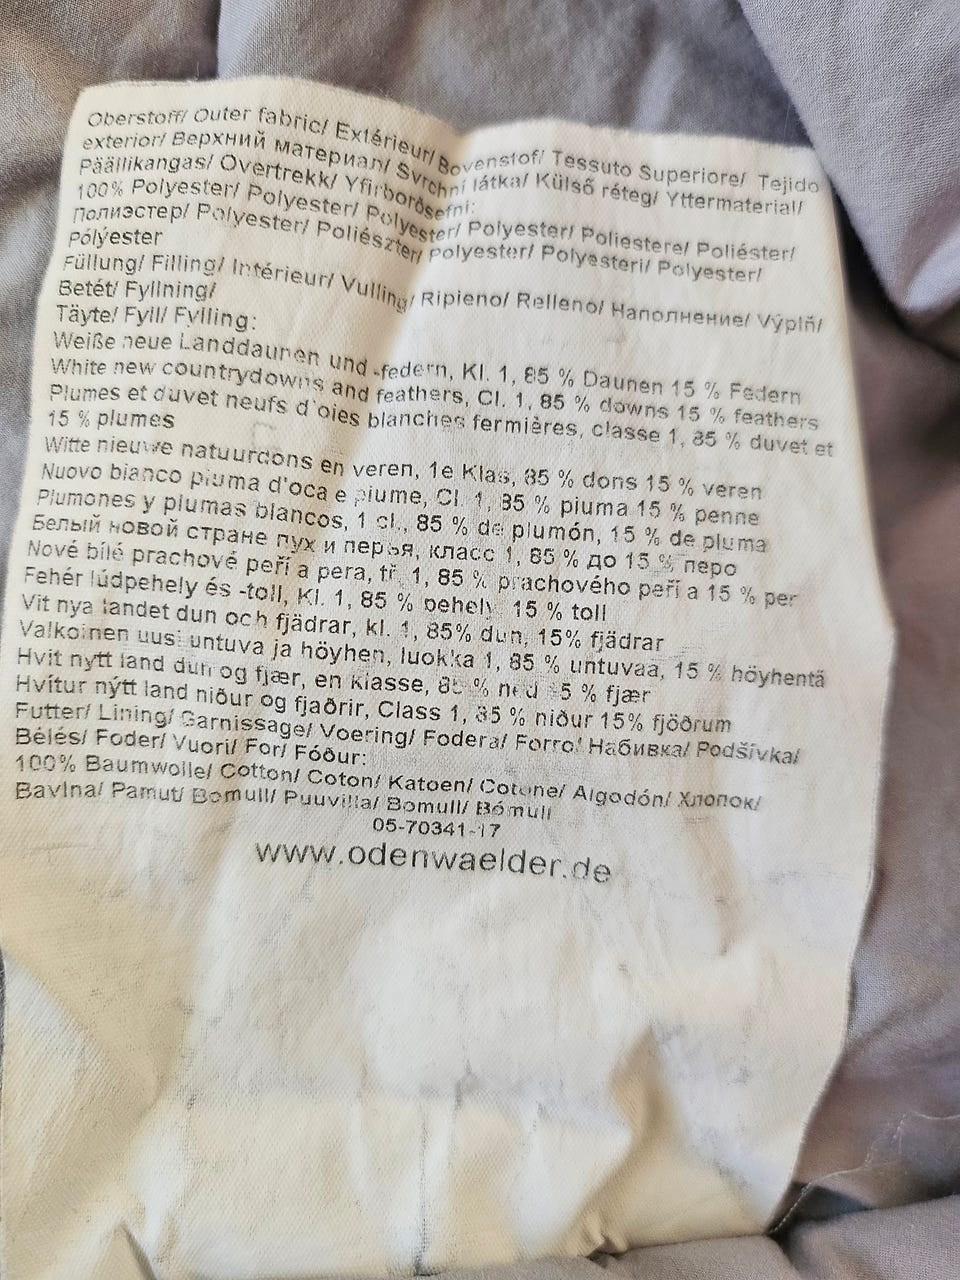 Oberstoff/ Outer fabric/ Extérieur/ Bovenstof/ Tessuto Superiore/ Tejido
exterior/ Верхний материал/ Svrchní látka/ Külső réteg/ Yttermaterial/
Päällikangas/ Overtrekk/ Yfirborðsefni:
100% Polyester/ Polyester/ Polyester/ Polyester/ Poliestere/ Poliéster/
Полиэстер/ Polyester/ Poliészter/ Polyester/ Polyesteri/ Polyester/
Pólýester
Füllung/ Filling/ Intérieur/ Vulling/ Ripieno/ Relleno/ Наполнение/ Výplň/
Betét/ Fyllning/
Täyte/ Fyll/ Fylling:
Weiße neue Landdaunen und -federn, Kl. 1, 85 % Daunen 15 % Federn
White new countrydowns and feathers, Cl. 1, 85 % downs 15 % feathers
Plumes et duvet neufs d'oies blanches fermières, classe 1, 85 % duvet et
15 % plumes
Witte nieuwe natuurdons en veren, 1e Klas, 85 % dons 15 % veren
Nuovo bianco piuma d'oca e piume, Cl. 1, 85 % piuma 15 % penne
Plumones y plumas blancos, 1 cl., 85 % de plumón, 15 % de pluma
Белый новой стране пух и перья, класс 1, 85 % до 15 % перо
Nové bílé prachové peří a pera, tř. 1, 85 % prachového peří a 15 % per
Fehér lúdpehely és -toll, Kl. 1, 85 % pehely 15 % toll
Vit nya landet dun och fjädrar, kl. 1, 85% dun, 15% fjädrar
Valkoinen uusi untuva ja höyhen, luokka 1, 85 % untuvaa, 15 % höyhentä
Hvit nytt land dun og fjær, en klasse, 85 % ned 15 % fjær
Hvítur nýtt land niður og fjaðrir, Class 1, 85 % niður 15% fjöðrum
Futter/ Lining/ Garnissage/ Voering/ Fodera/ Forro/ Набивка/ Podšívka/
Bélés/ Foder/ Vuori/ For/ Fóður:
100% Baumwolle/ Cotton/ Coton/ Katoen/ Cotone/ Algodón/ Хлопок/
Bavlna/ Pamut/ Bomull/ Puuvilla/ Bomull/ Bómull
05-70341-17
www.odenwaelder.de